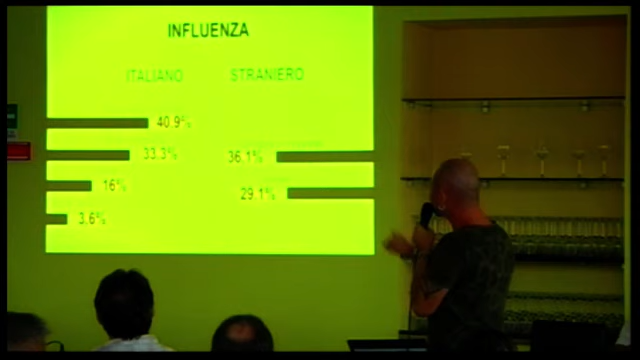 INFLUENZA
ITALIANO STRANIERO
40.9%
33.3% 36.1%
16% 29.1%
3.6%